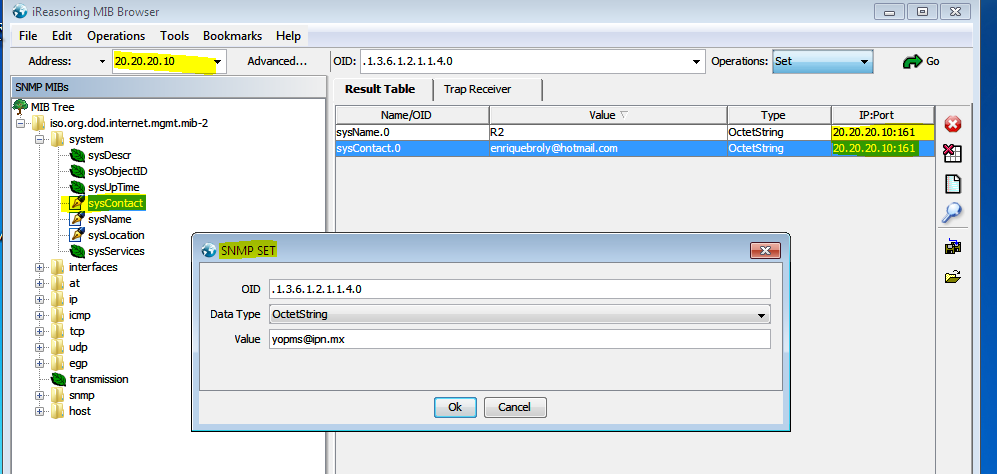 iReasoning MIB Browser
File Edit Operations Tools Bookmarks Help
Address: 20.20.20.10 Advanced... OID: .1.3.6.1.2.1.1.4.0 Operations: Set Go
SNMP MIBs
MIB Tree
iso.org.dod.internet.mgmt.mib-2
system
sysDescr
sysObjectID
sysUpTime
sysContact
sysName
sysLocation
sysServices
interfaces
at
ip
icmp
tcp
udp
egp
transmission
snmp
host
Result Table Trap Receiver
Name/OID Value Type IP:Port
sysName.0 R2 OctetString 20.20.20.10:161
sysContact.0 enriquebroly@hotmail.com OctetString 20.20.20.10:161
SNMP SET
OID .1.3.6.1.2.1.1.4.0
Data Type OctetString
Value yopms@ipn.mx
Ok Cancel